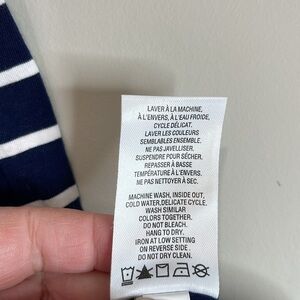 LAVER À LA MACHINE,
À L'ENVERS, À L'EAU FROIDE,
CYCLE DÉLICAT.
LAVER LES COULEURS
SEMBLABLES ENSEMBLE.
NE PAS JAVELLISER.
SUSPENDRE POUR SÉCHER,
REPASSER À BASSE
TEMPÉRATURE À L'ENVERS.
NE PAS NETTOYER À SEC.
MACHINE WASH, INSIDE OUT,
COLD WATER, DELICATE CYCLE.
WASH SIMILAR
COLORS TOGETHER.
DO NOT BLEACH.
HANG TO DRY.
IRON AT LOW SETTING
ON REVERSE SIDE .
DO NOT DRY CLEAN.